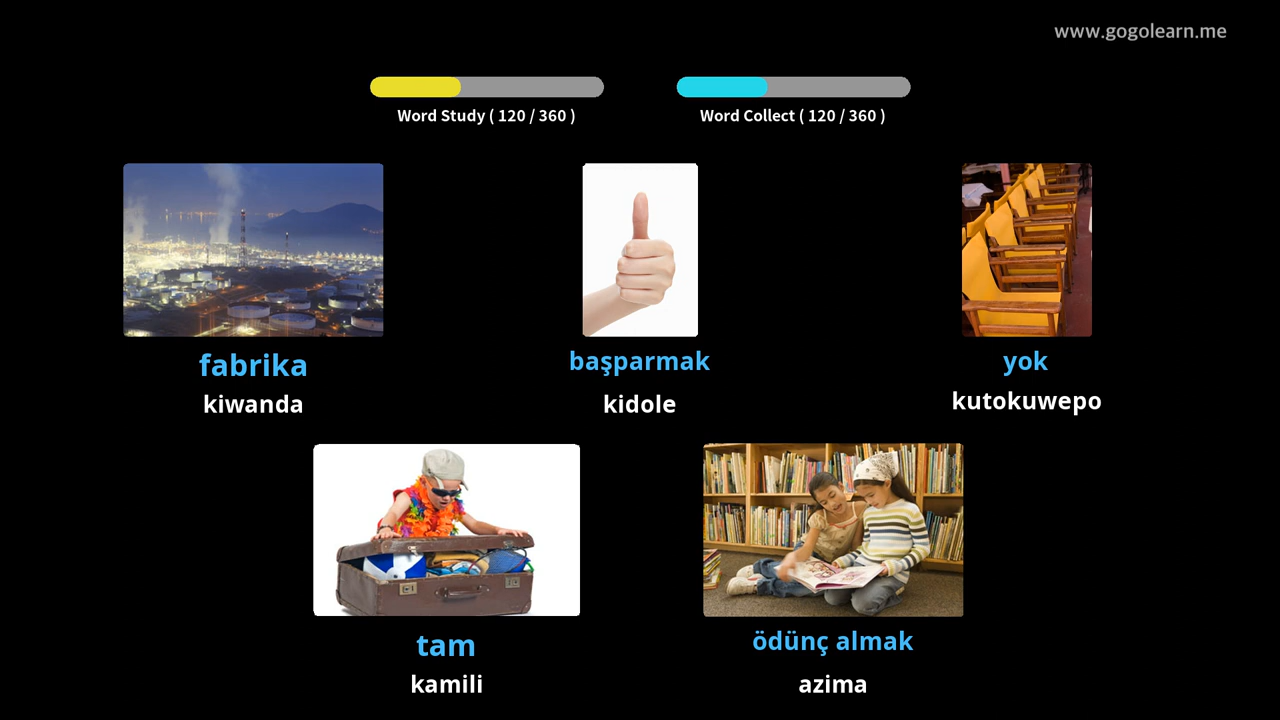 www.gogolearn.me
Word Study ( 120 / 360 )
Word Collect ( 120 / 360 )
fabrika
kiwanda
başparmak
kidole
yok
kutokuwepo
tam
kamili
ödünç almak
azima